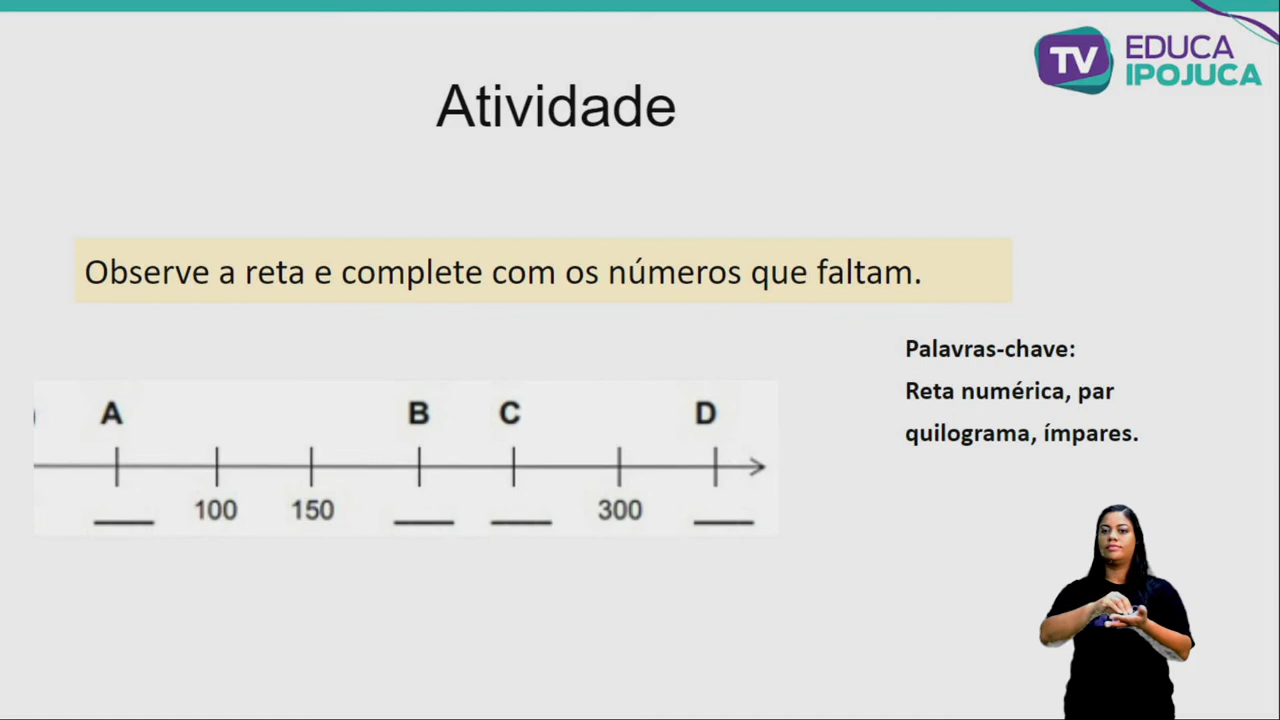 TV EDUCA
IPOJUCA
Atividade
Observe a reta e complete com os números que faltam.
Palavras-chave:
Reta numérica, par
quilograma, ímpares.
A B C D
100 150 300